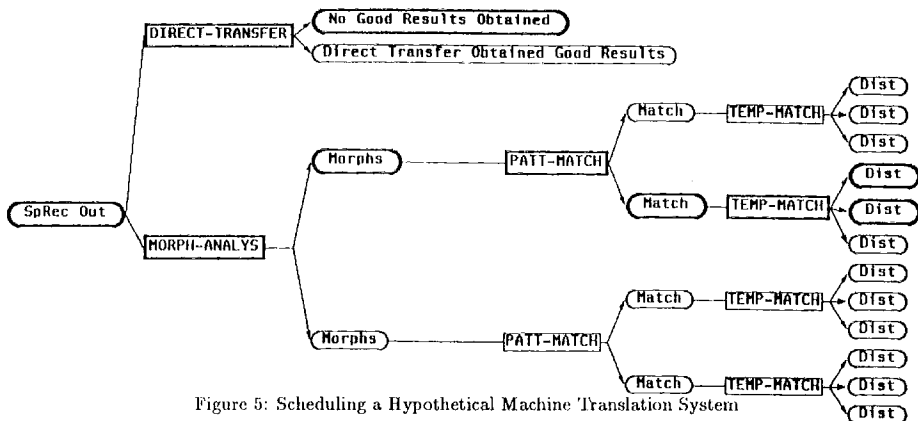 No Good Results Obtained
DIRECT-TRANSFER
Direct Transfer Obtained Good Results
Dist
Match
TEMP-MATCH
Dist
Dist
Morphs
PATT-MATCH
Dist
Match
TEMP-MATCH
Dist
SpRec Out
MORPH-ANALYS
Dist
Dist
Match
TEMP-MATCH
Dist
Dist
Morphs
PATT-MATCH
Dist
Match
TEMP-MATCH
Dist
Dist
Figure 5: Scheduling a Hypothetical Machine Translation System